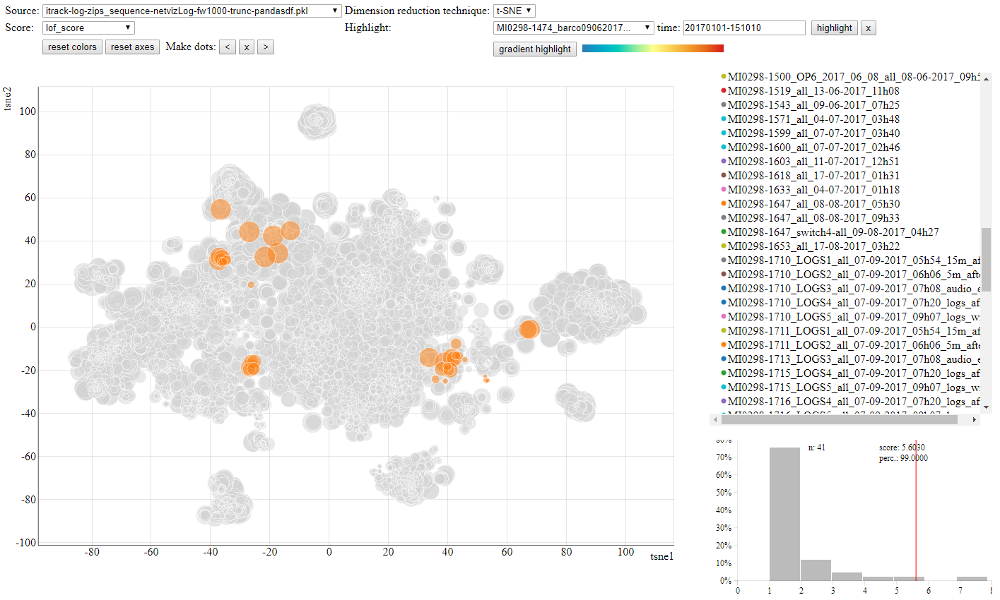 Source: itrack-log-zips_sequence-netvizLog-fw1000-trunc-pandasdf.pkl Dimension reduction technique: t-SNE
Score: lof_score Highlight: MI0298-1474_barco09062017... time: 20170101-151010 highlight x
reset colors reset axes Make dots: < x > gradient highlight
tsne2
100
80
60
40
20
0
-20
-40
-60
-80
-100
-80 -60 -40 -20 0 20 40 60 80 100
tsne1
MI0298-1500_OP6_2017_06_08_all_08-06-2017_09h5
MI0298-1519_all_13-06-2017_11h08
MI0298-1543_all_09-06-2017_07h25
MI0298-1571_all_04-07-2017_03h48
MI0298-1599_all_07-07-2017_03h40
MI0298-1600_all_07-07-2017_02h46
MI0298-1603_all_11-07-2017_12h51
MI0298-1618_all_17-07-2017_01h31
MI0298-1633_all_04-07-2017_01h18
MI0298-1647_all_08-08-2017_05h30
MI0298-1647_all_08-08-2017_09h33
MI0298-1647_switch4-all_09-08-2017_04h27
MI0298-1653_all_17-08-2017_03h22
MI0298-1710_LOGS1_all_07-09-2017_05h54_15m_af
MI0298-1710_LOGS2_all_07-09-2017_06h06_5m_afte
MI0298-1710_LOGS3_all_07-09-2017_07h08_audio_e
MI0298-1710_LOGS4_all_07-09-2017_07h20_logs_af
MI0298-1710_LOGS5_all_07-09-2017_09h07_logs_wi
MI0298-1711_LOGS1_all_07-09-2017_05h54_15m_af
MI0298-1711_LOGS2_all_07-09-2017_06h06_5m_afte
MI0298-1713_LOGS3_all_07-09-2017_07h08_audio_e
MI0298-1715_LOGS4_all_07-09-2017_07h20_logs_af
MI0298-1715_LOGS5_all_07-09-2017_09h07_logs_wi
MI0298-1716_LOGS4_all_07-09-2017_07h20_logs_af
80%
70%
60%
50%
40%
30%
20%
10%
0%
n: 41
score: 5.6030
perc.: 99.0000
0 1 2 3 4 5 6 7 8